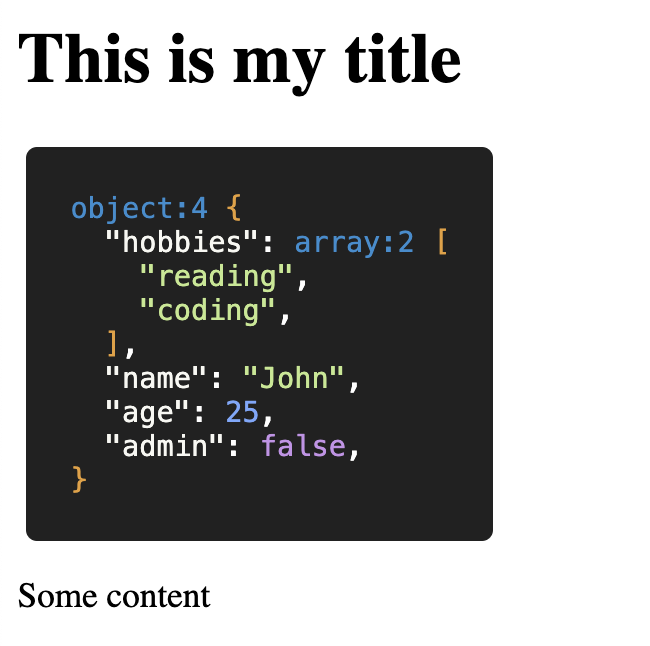 This is my title
object:4 {
  "hobbies": array:2 [
    "reading",
    "coding",
  ],
  "name": "John",
  "age": 25,
  "admin": false,
}
Some content